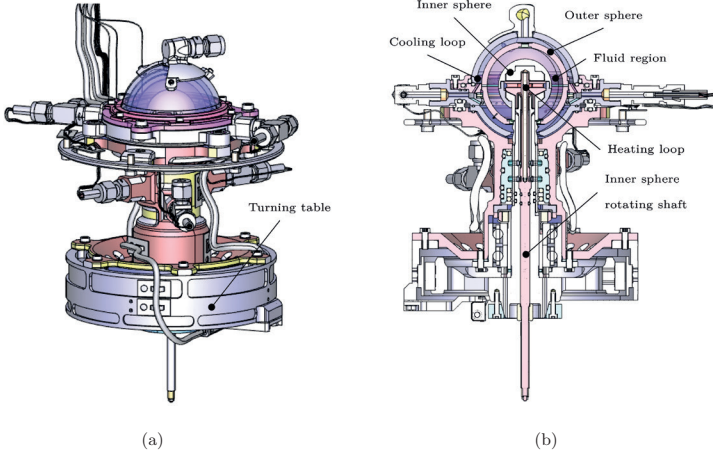 Inner sphere
Outer sphere
Cooling loop
Fluid region
Heating loop
Inner sphere
rotating shaft
Turning table
(a)
(b)